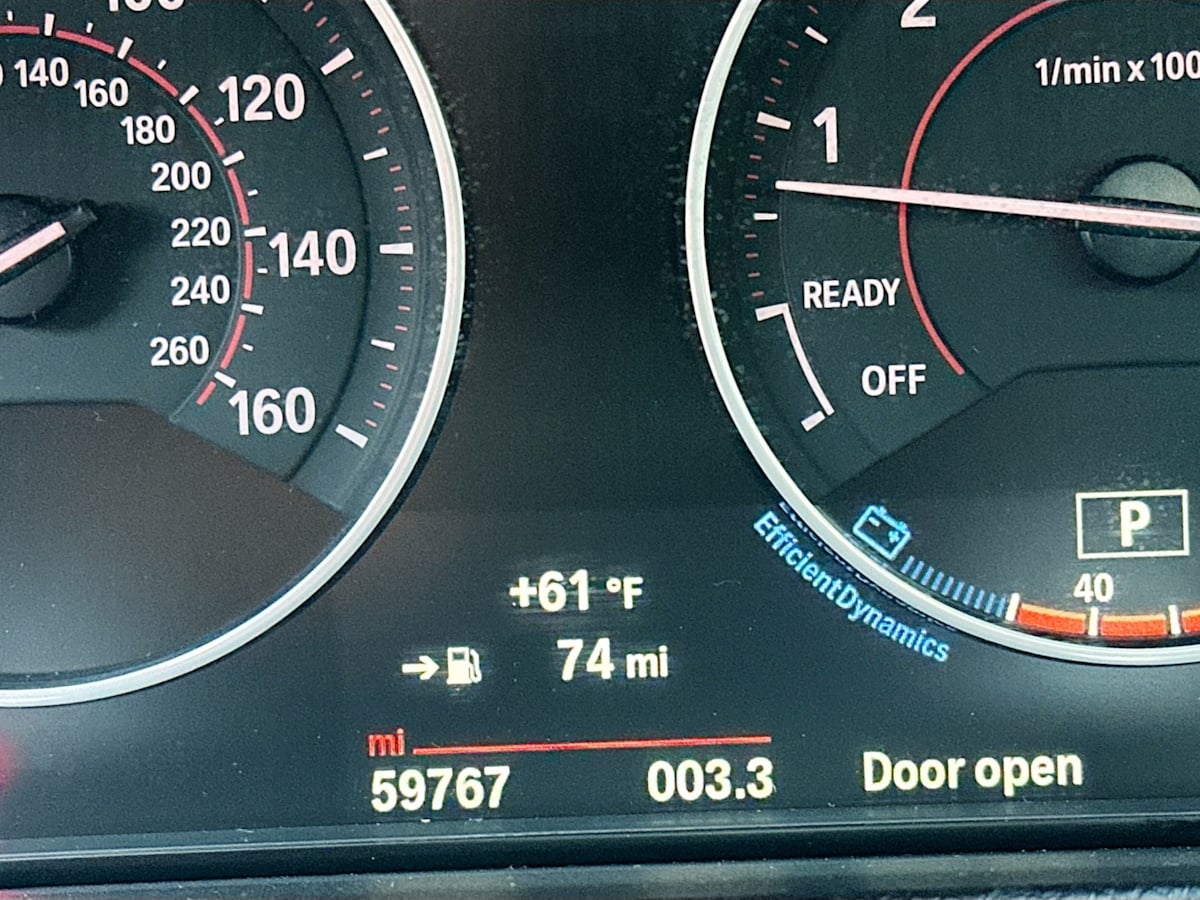 140
160
180
200
220
240
260
120
140
160
2
1/min x 100
1
READY
OFF
P
40
EfficientDynamics
+61 °F
74 mi
mi
59767 003.3
Door open